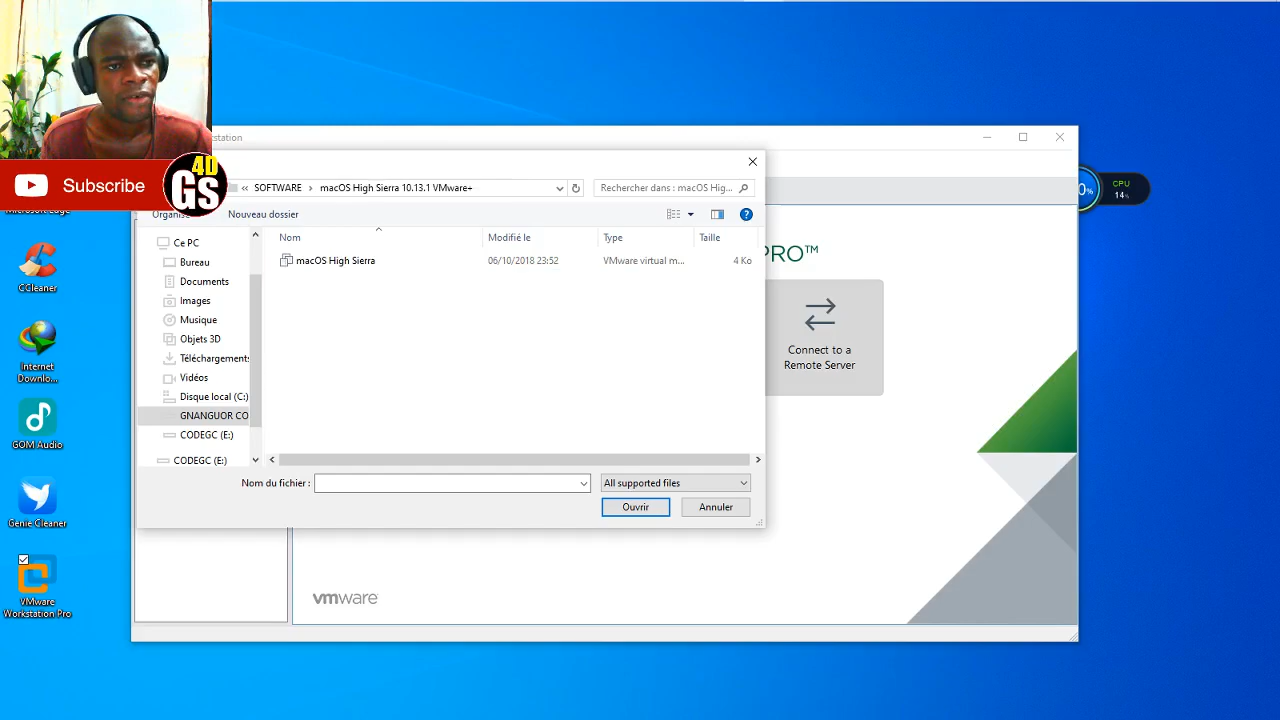 station
Subscribe
4D
GS
SOFTWARE
macOS High Sierra 10.13.1 VMware+
Rechercher dans : macOS Hig...
Organise
Nouveau dossier
Nom
Modifié le
Type
Taille
macOS High Sierra
06/10/2018 23:52
VMware virtual m...
4 Ko
Ce PC
Bureau
Documents
Images
Musique
Objets 3D
Téléchargements
Vidéos
Disque local (C:)
GNANGUOR CO
CODEGC (E:)
CODEGC (E:)
Nom du fichier :
All supported files
Ouvrir
Annuler
PRO™
Connect to a
Remote Server
vmware
0%
CPU
14%
Microsoft Edge
CCleaner
Internet
Downlo...
GOM Audio
Genie Cleaner
VMware
Workstation Pro